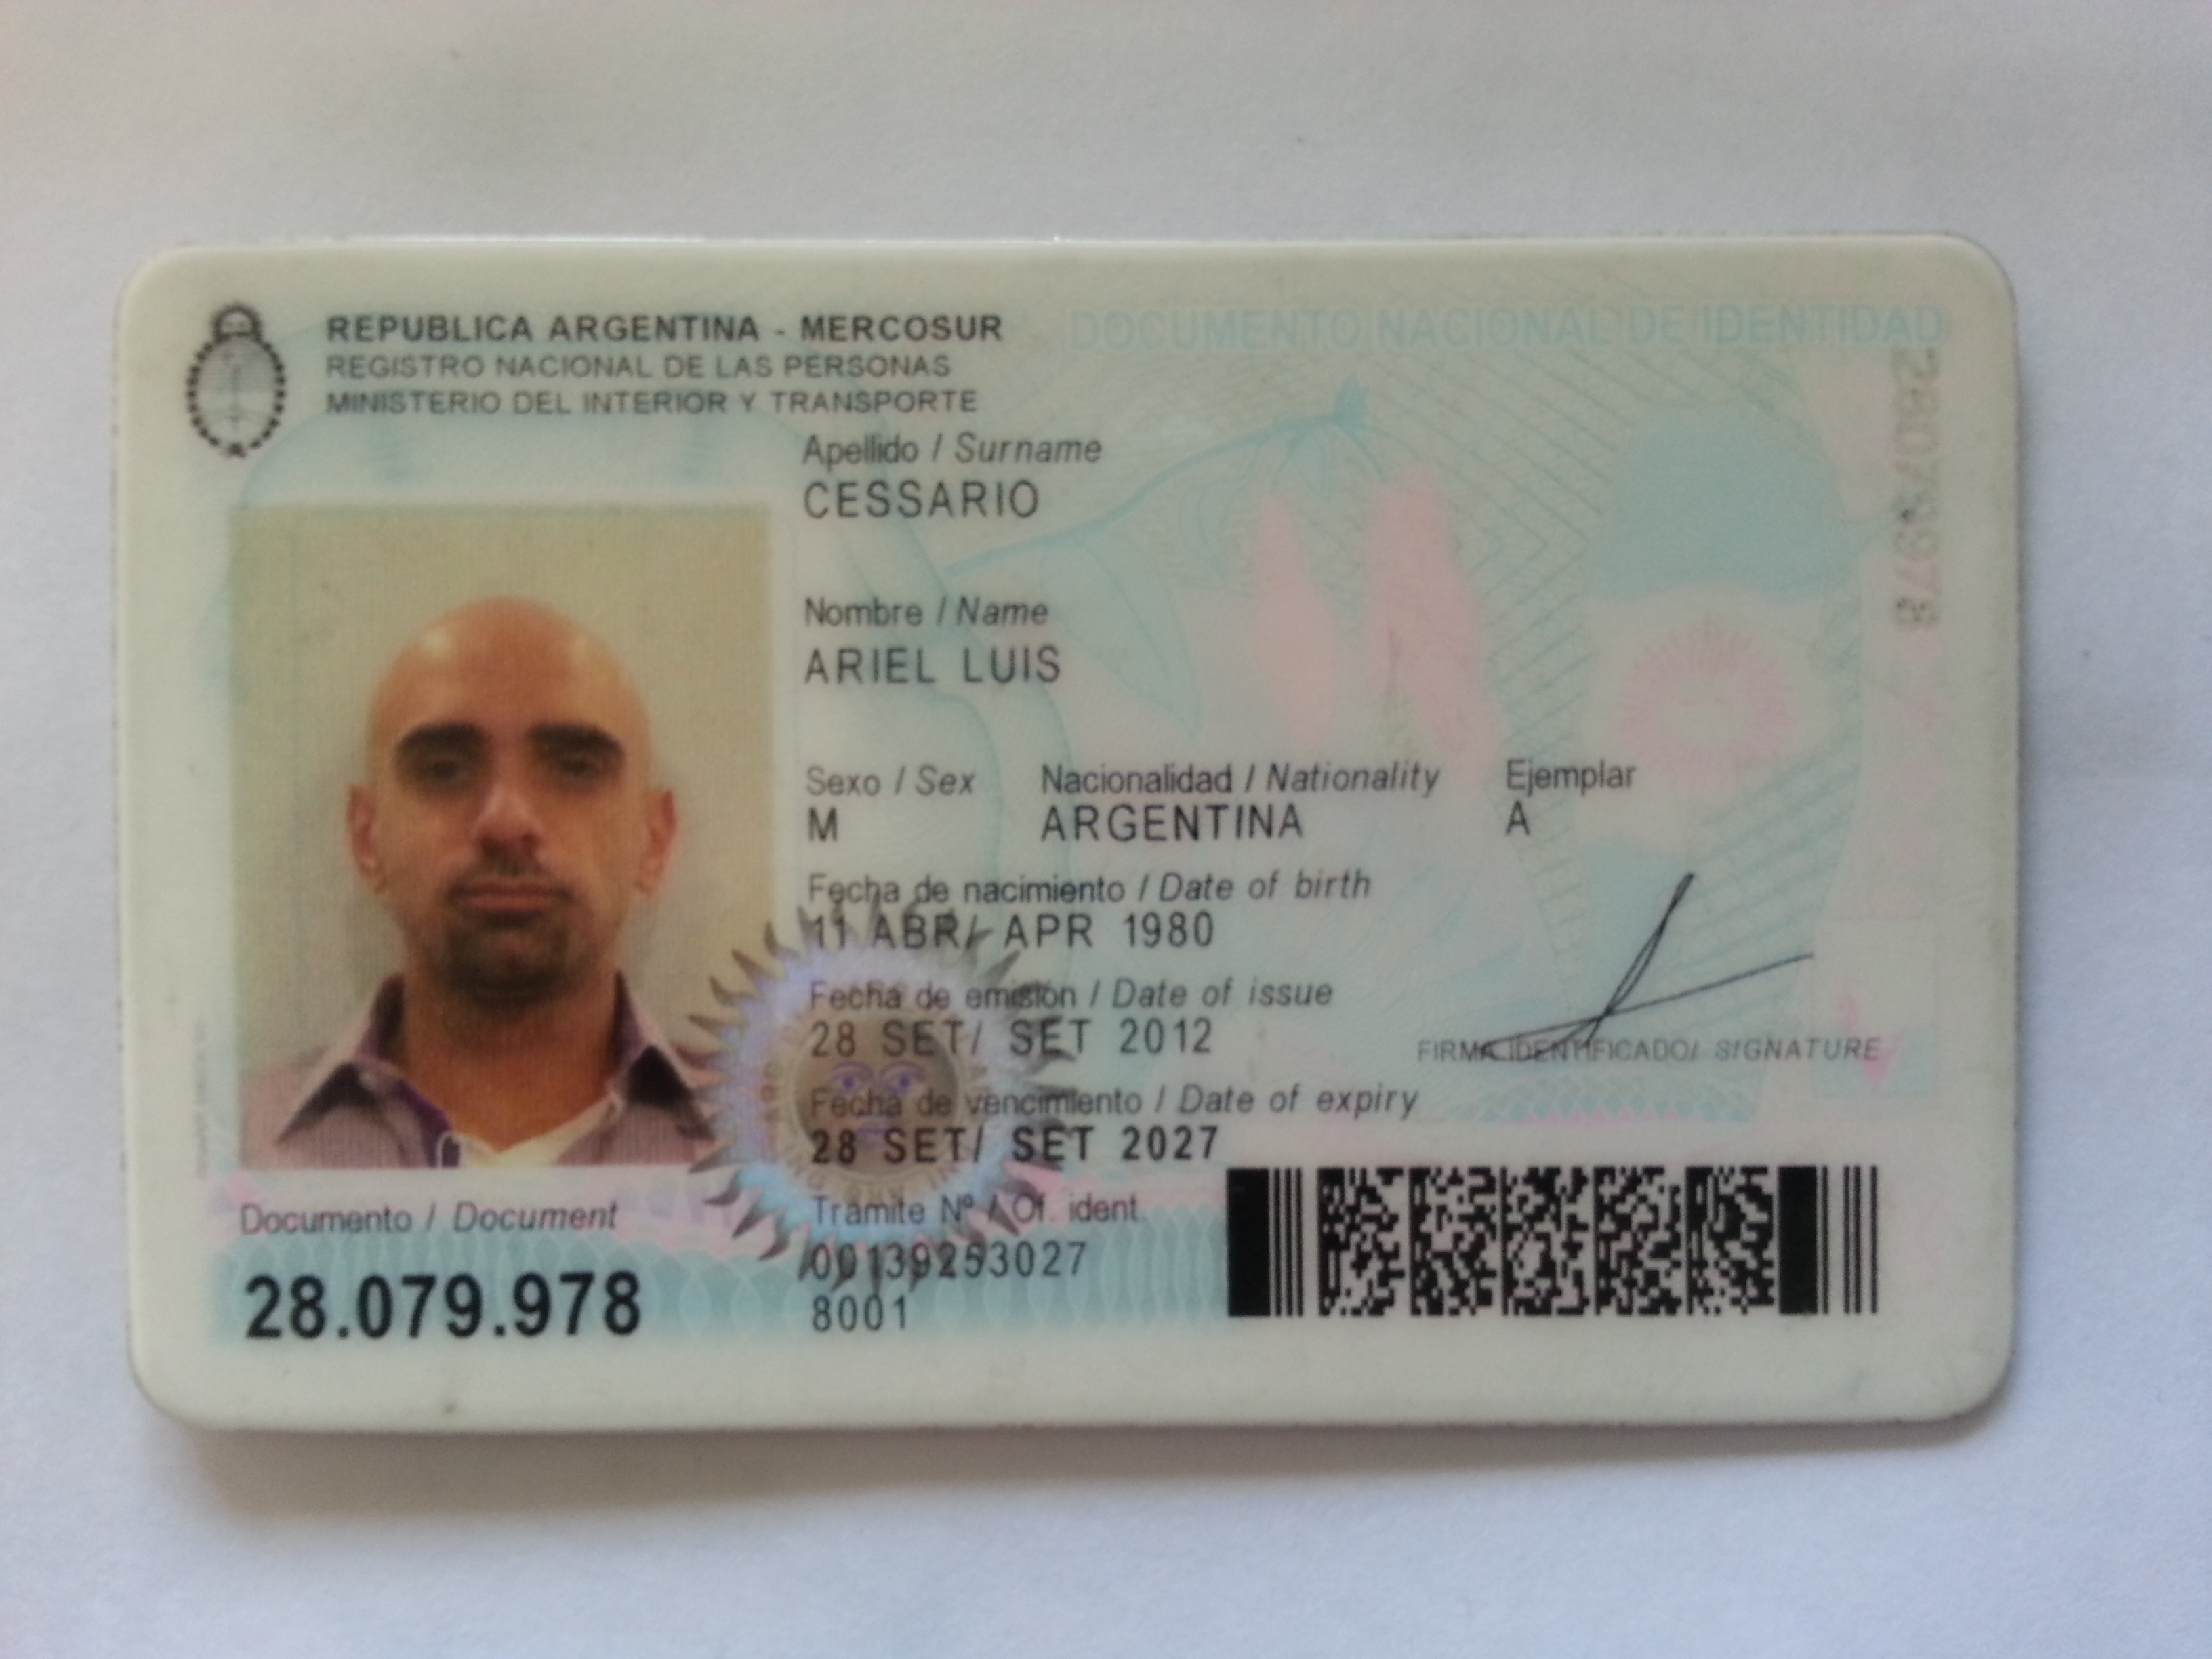 REPUBLICA ARGENTINA - MERCOSUR
REGISTRO NACIONAL DE LAS PERSONAS
MINISTERIO DEL INTERIOR Y TRANSPORTE
DOCUMENTO NACIONAL DE IDENTIDAD
Apellido / Surname
CESSARIO
Nombre / Name
ARIEL LUIS
Sexo / Sex Nacionalidad / Nationality Ejemplar
M ARGENTINA A
Fecha de nacimiento / Date of birth
11 ABR/ APR 1980
Fecha de emisión / Date of issue
28 SET/ SET 2012
Fecha de vencimiento / Date of expiry
28 SET/ SET 2027
FIRMA IDENTIFICADO/ SIGNATURE
Documento / Document
28.079.978
Trámite Nº / Of. ident.
8001
28079978